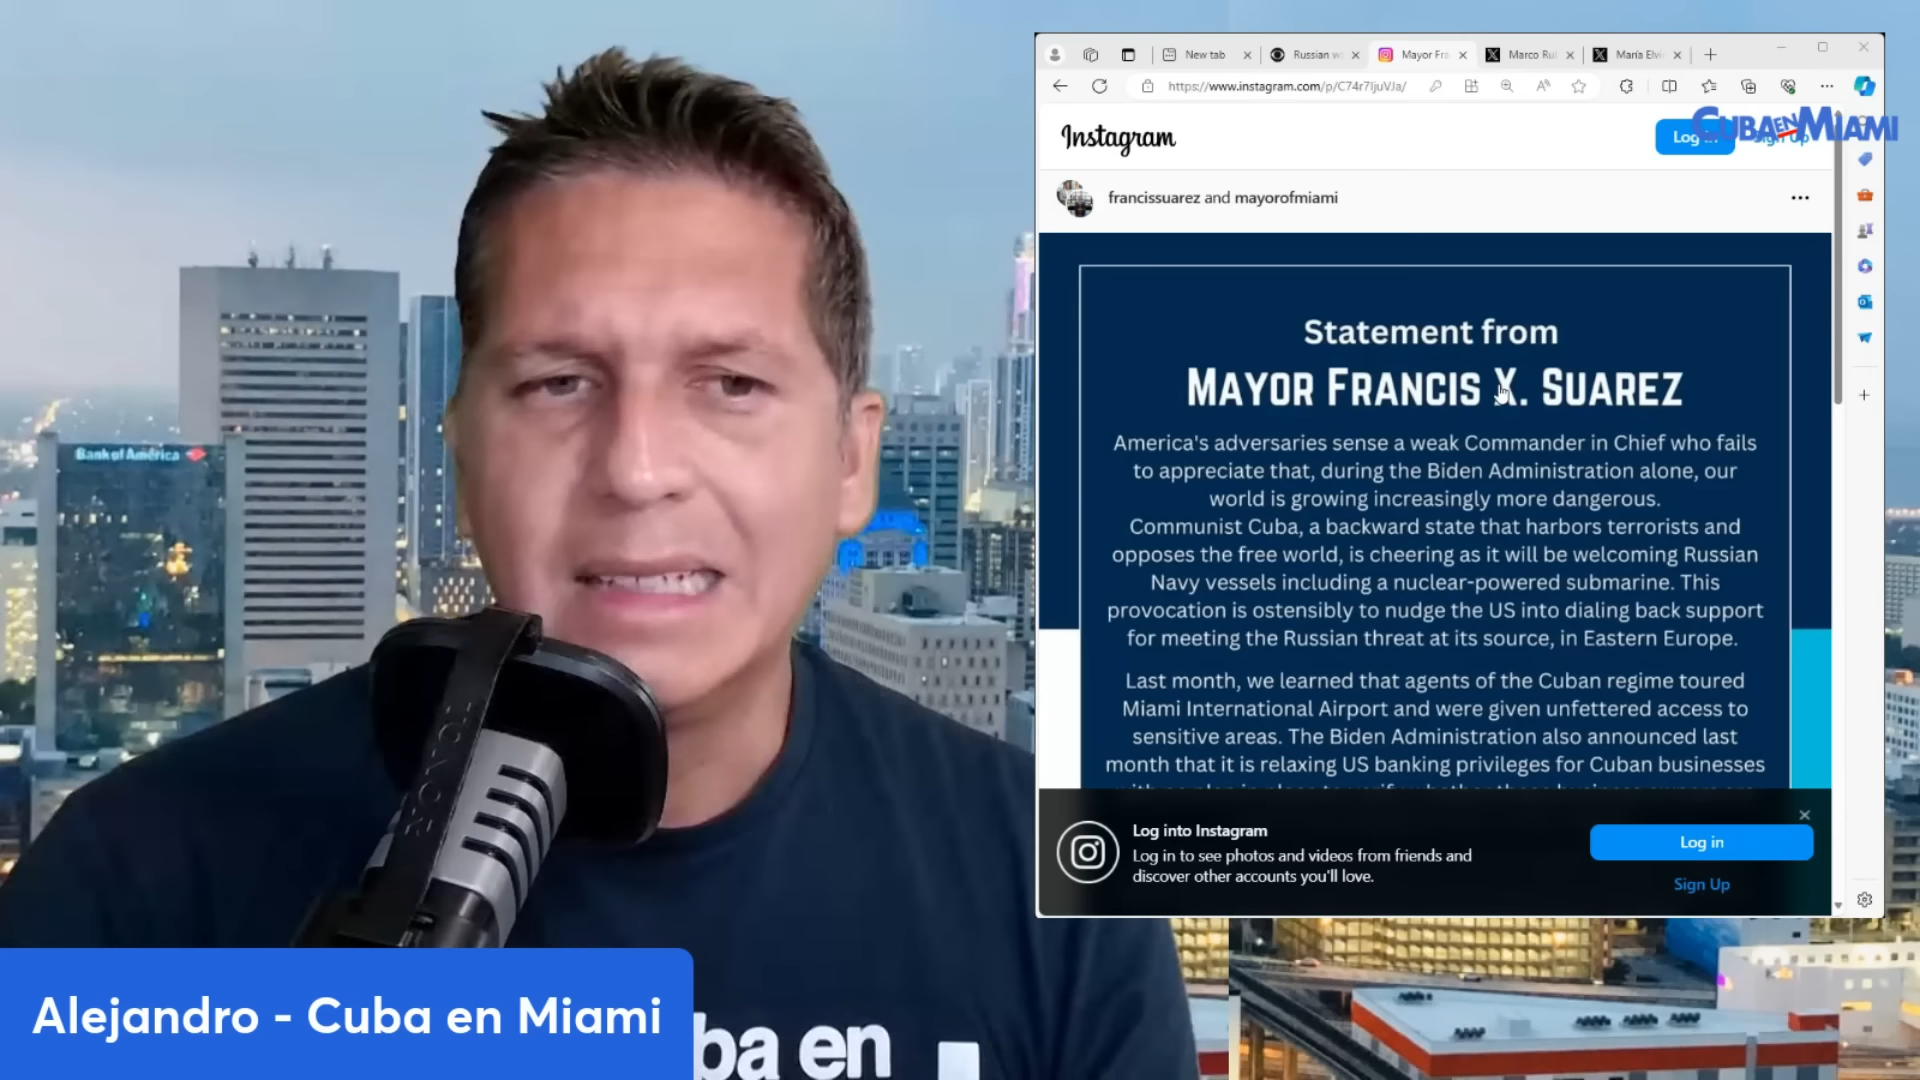 New tab
Russian
Mayor Fra
Marco Rub
María Elvi
https://www.instagram.com/p/C74r7IjuVJa/
Instagram
Log
Sign Up
CUBA EN MIAMI
francissuarez and mayorofmiami
Statement from
MAYOR FRANCIS X. SUAREZ
America's adversaries sense a weak Commander in Chief who fails
to appreciate that, during the Biden Administration alone, our
world is growing increasingly more dangerous.
Communist Cuba, a backward state that harbors terrorists and
opposes the free world, is cheering as it will be welcoming Russian
Navy vessels including a nuclear-powered submarine. This
provocation is ostensibly to nudge the US into dialing back support
for meeting the Russian threat at its source, in Eastern Europe.
Last month, we learned that agents of the Cuban regime toured
Miami International Airport and were given unfettered access to
sensitive areas. The Biden Administration also announced last
month that it is relaxing US banking privileges for Cuban businesses
Log into Instagram
Log in to see photos and videos from friends and
discover other accounts you'll love.
Log in
Sign Up
Bank of America
Alejandro - Cuba en Miami
ba en